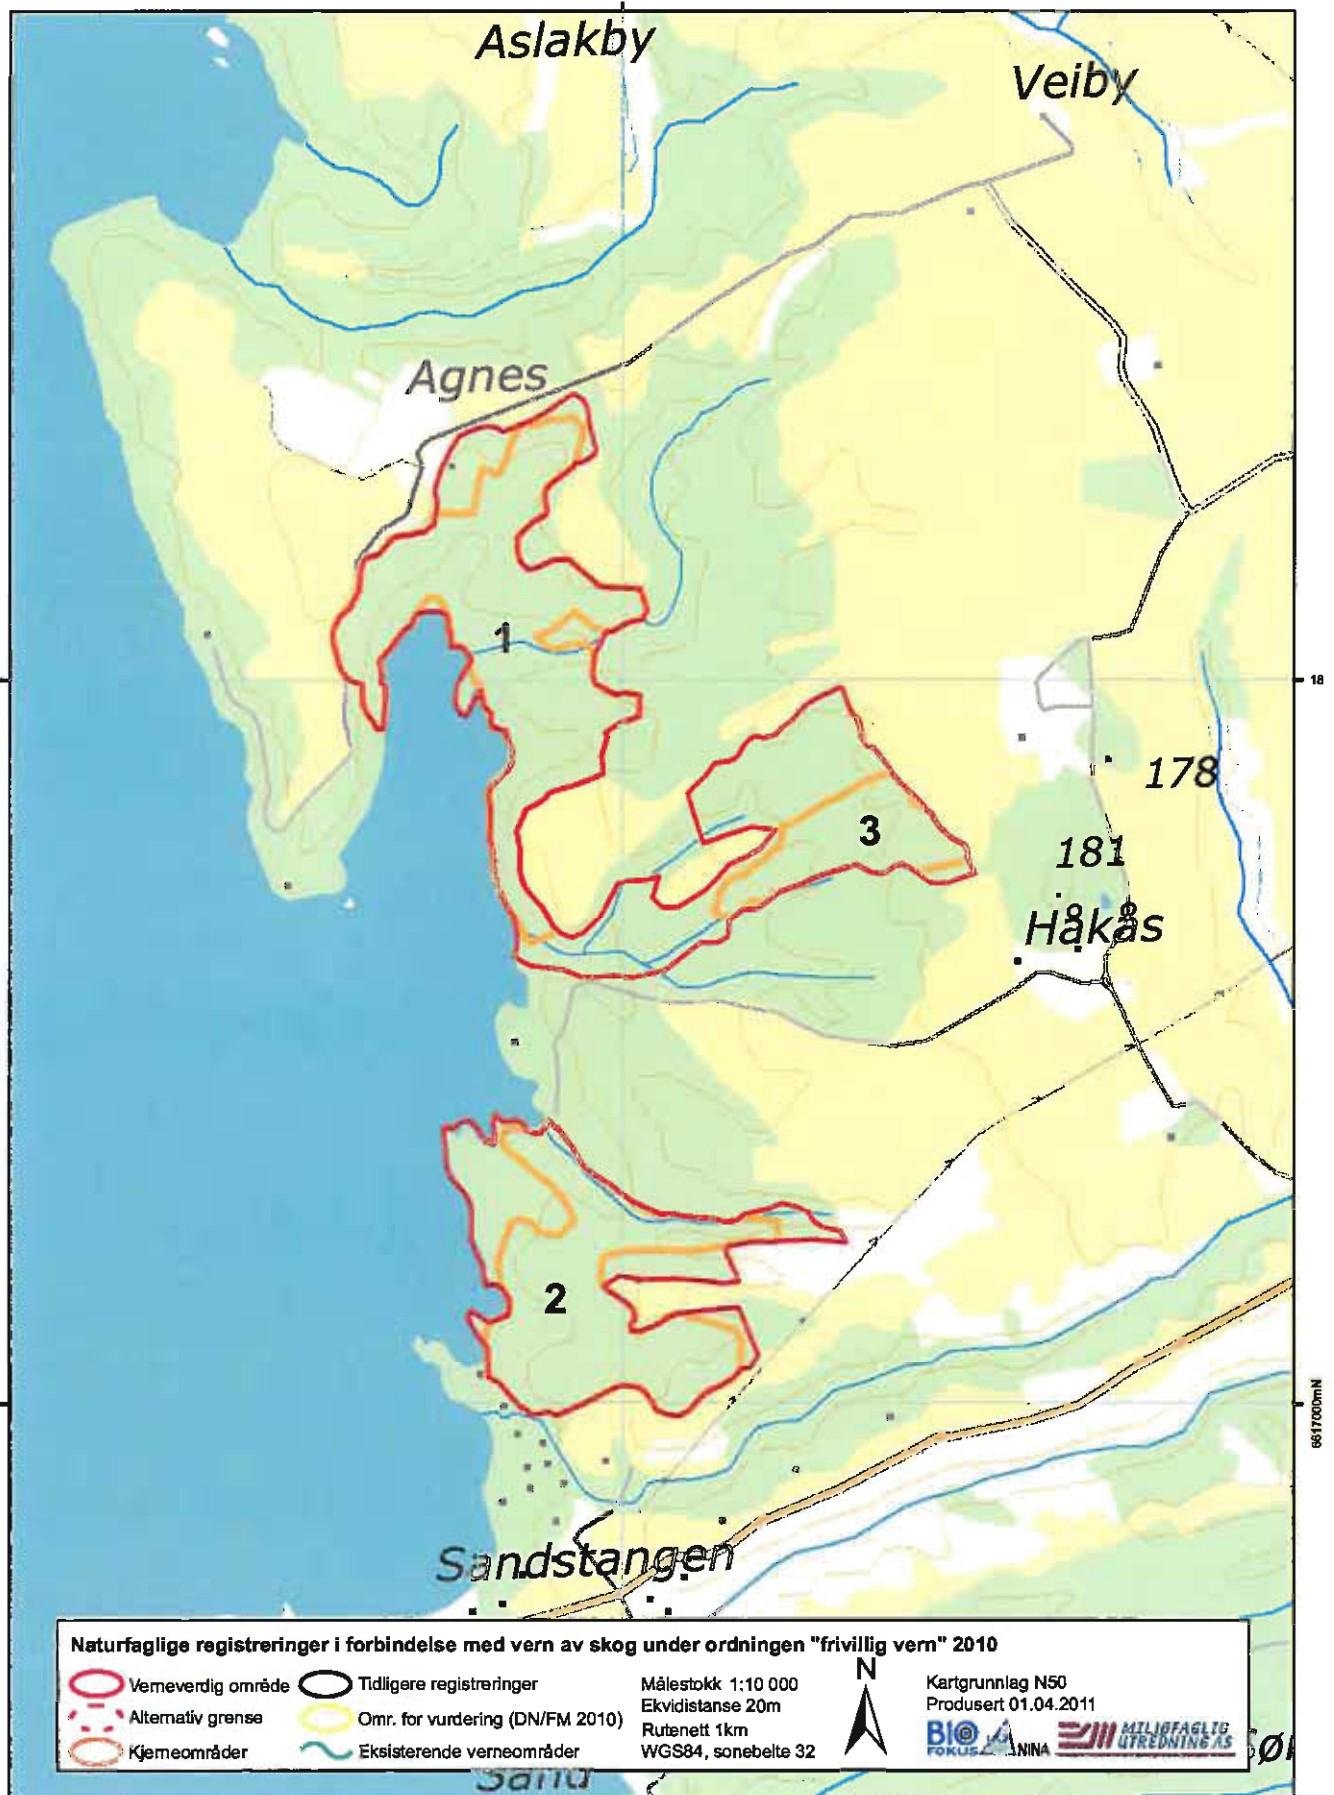 Aslakby
Veiby
Agnes
1
18
178
3
181
Håkås
2
6617000mN
Sandstangen
Naturfaglige registreringer i forbindelse med vern av skog under ordningen "frivillig vern" 2010
Verneverdig område
Tidligere registreringer
Målestokk 1:10 000
N
Kartgrunnlag N50
Alternativ grense
Omr. for vurdering (DN/FM 2010)
Ekvidistanse 20m
Produsert 01.04.2011
Rutenett 1km
Kjerneområder
Eksisterende verneområder
WGS84, sonebelte 32
BIO
FOKUS
NINA
MILJØFAGLIG
UTREDNING AS
Sand